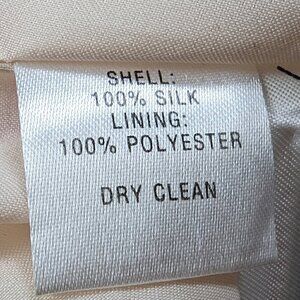 SHELL:
100% SILK
LINING:
100% POLYESTER
DRY CLEAN